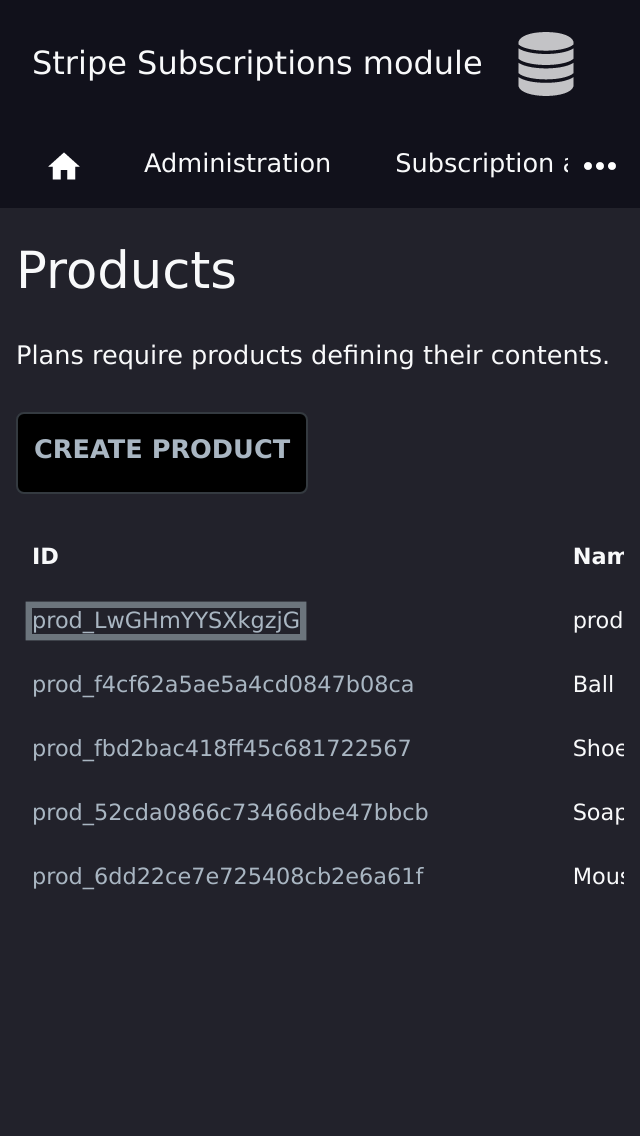 Stripe Subscriptions module
Administration Subscription
Products
Plans require products defining their contents.
CREATE PRODUCT
ID Nam
prod_LwGHmYYSXkgzjG prod
prod_f4cf62a5ae5a4cd0847b08ca Ball
prod_fbd2bac418ff45c681722567 Shoe
prod_52cda0866c73466dbe47bbcb Soap
prod_6dd22ce7e725408cb2e6a61f Mous